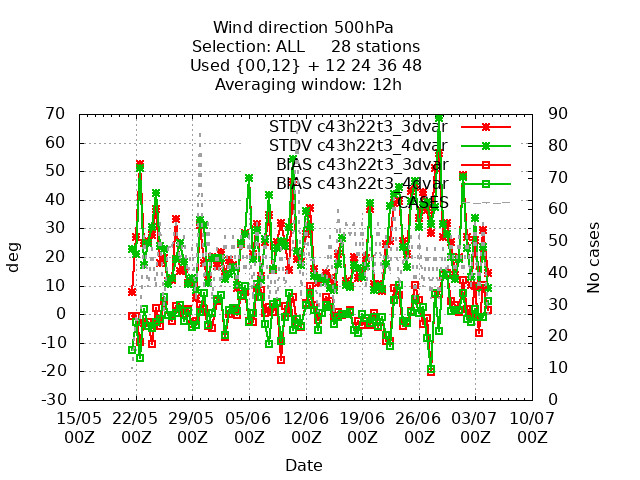 Wind direction 500hPa
Selection: ALL 28 stations
Used {00,12} + 12 24 36 48
Averaging window: 12h
70 90
STDV c43h22t3_3dvar
60 80
STDV c43h22t3_4dvar
50 70
BIAS c43h22t3_3dvar
BIAS c43h22t3_4dvar
40 60
CASES
30 50
20 40
10 30
0 20
-10
-20 10
-30 0
deg
No cases
15/05 22/05 29/05 05/06 12/06 19/06 26/06 03/07 10/07
00Z 00Z 00Z 00Z 00Z 00Z 00Z 00Z 00Z
Date